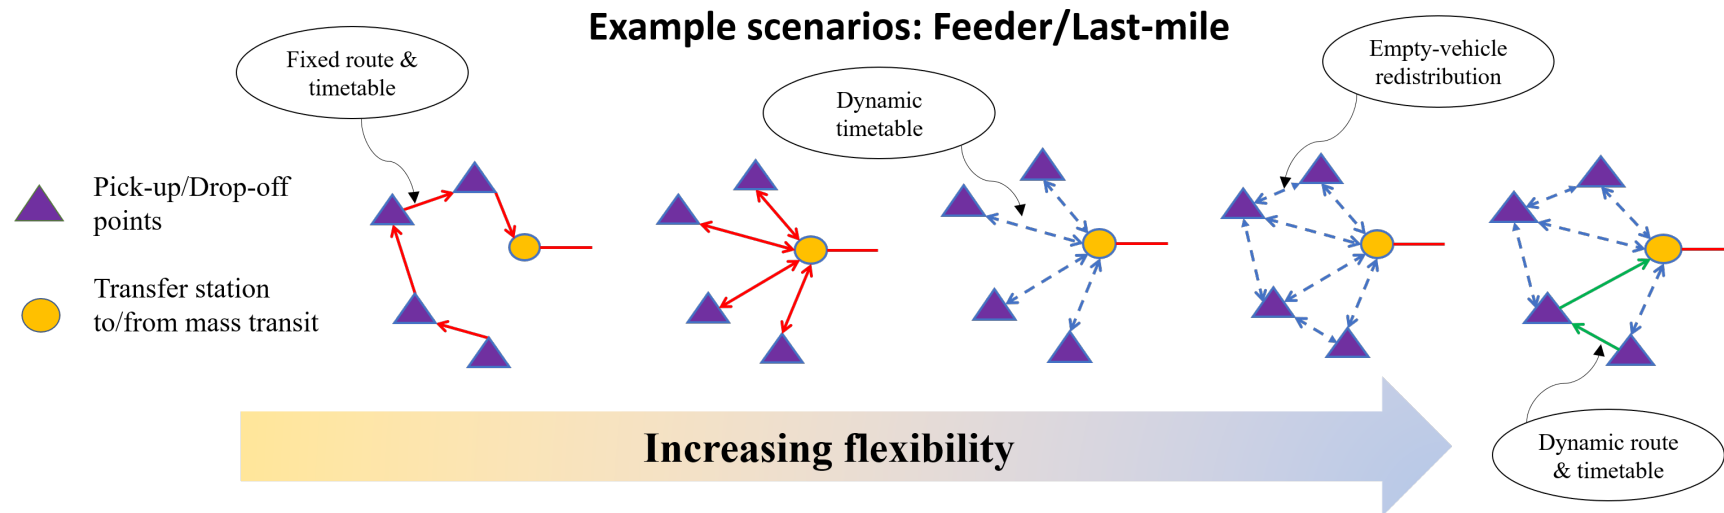 Example scenarios: Feeder/Last-mile
Fixed route &
timetable
Dynamic
timetable
Empty-vehicle
redistribution
Pick-up/Drop-off
points
Transfer station
to/from mass transit
Increasing flexibility
Dynamic route
& timetable